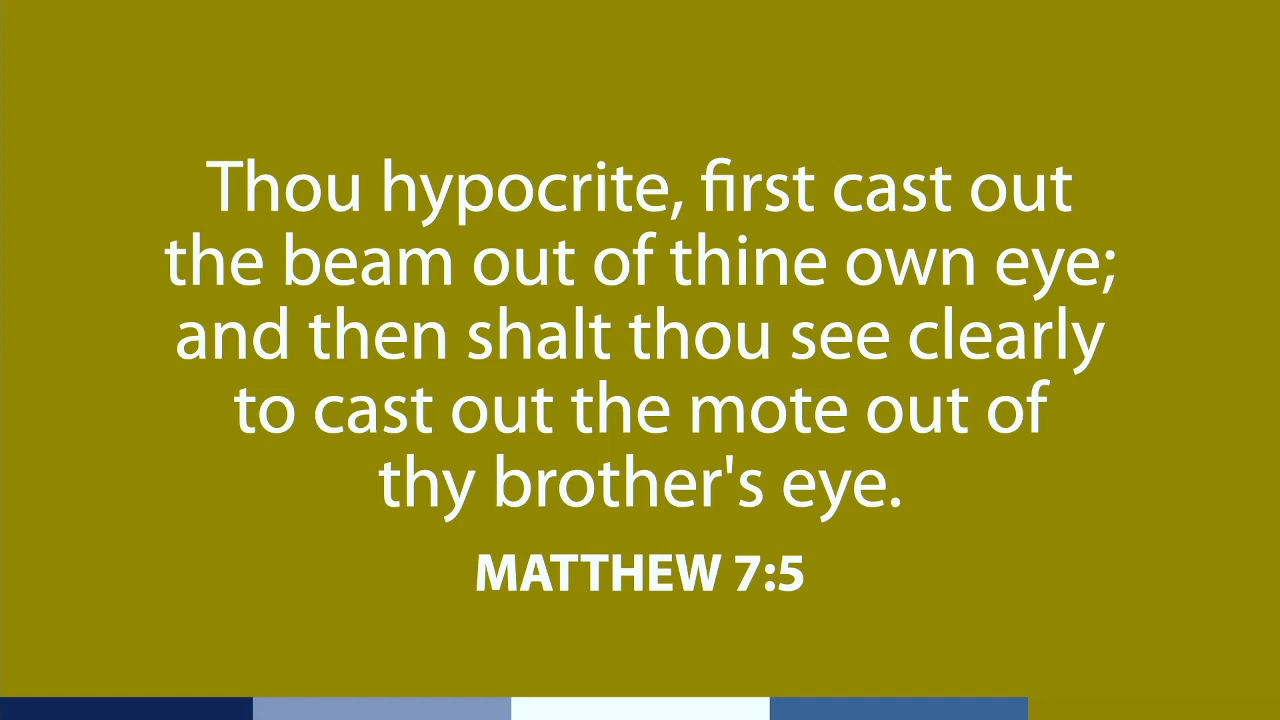 Thou hypocrite, first cast out
the beam out of thine own eye;
and then shalt thou see clearly
to cast out the mote out of
thy brother's eye.
MATTHEW 7:5